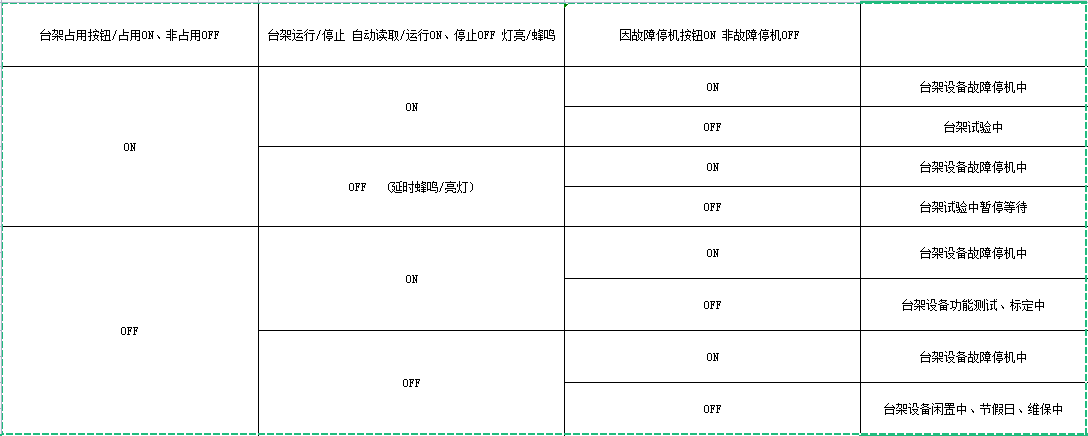 台架占用按钮/占用ON、非占用OFF
台架运行/停止 自动读取/运行ON、停止OFF 灯亮/蜂鸣
因故障停机按钮ON 非故障停机OFF
ON
ON
ON
台架设备故障停机中
OFF
台架试验中
OFF （延时蜂鸣/亮灯）
ON
台架设备故障停机中
OFF
台架试验中暂停等待
OFF
ON
ON
台架设备故障停机中
OFF
台架设备功能测试、标定中
OFF
ON
台架设备故障停机中
OFF
台架设备闲置中、节假日、维保中